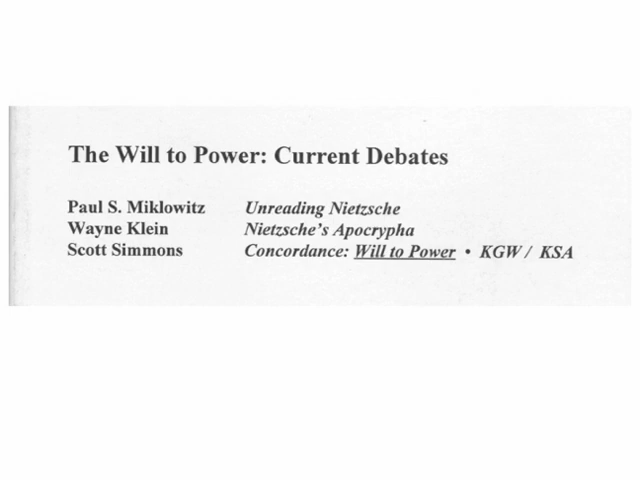 The Will to Power: Current Debates
Paul S. Miklowitz Unreading Nietzsche
Wayne Klein Nietzsche's Apocrypha
Scott Simmons Concordance: Will to Power • KGW / KSA